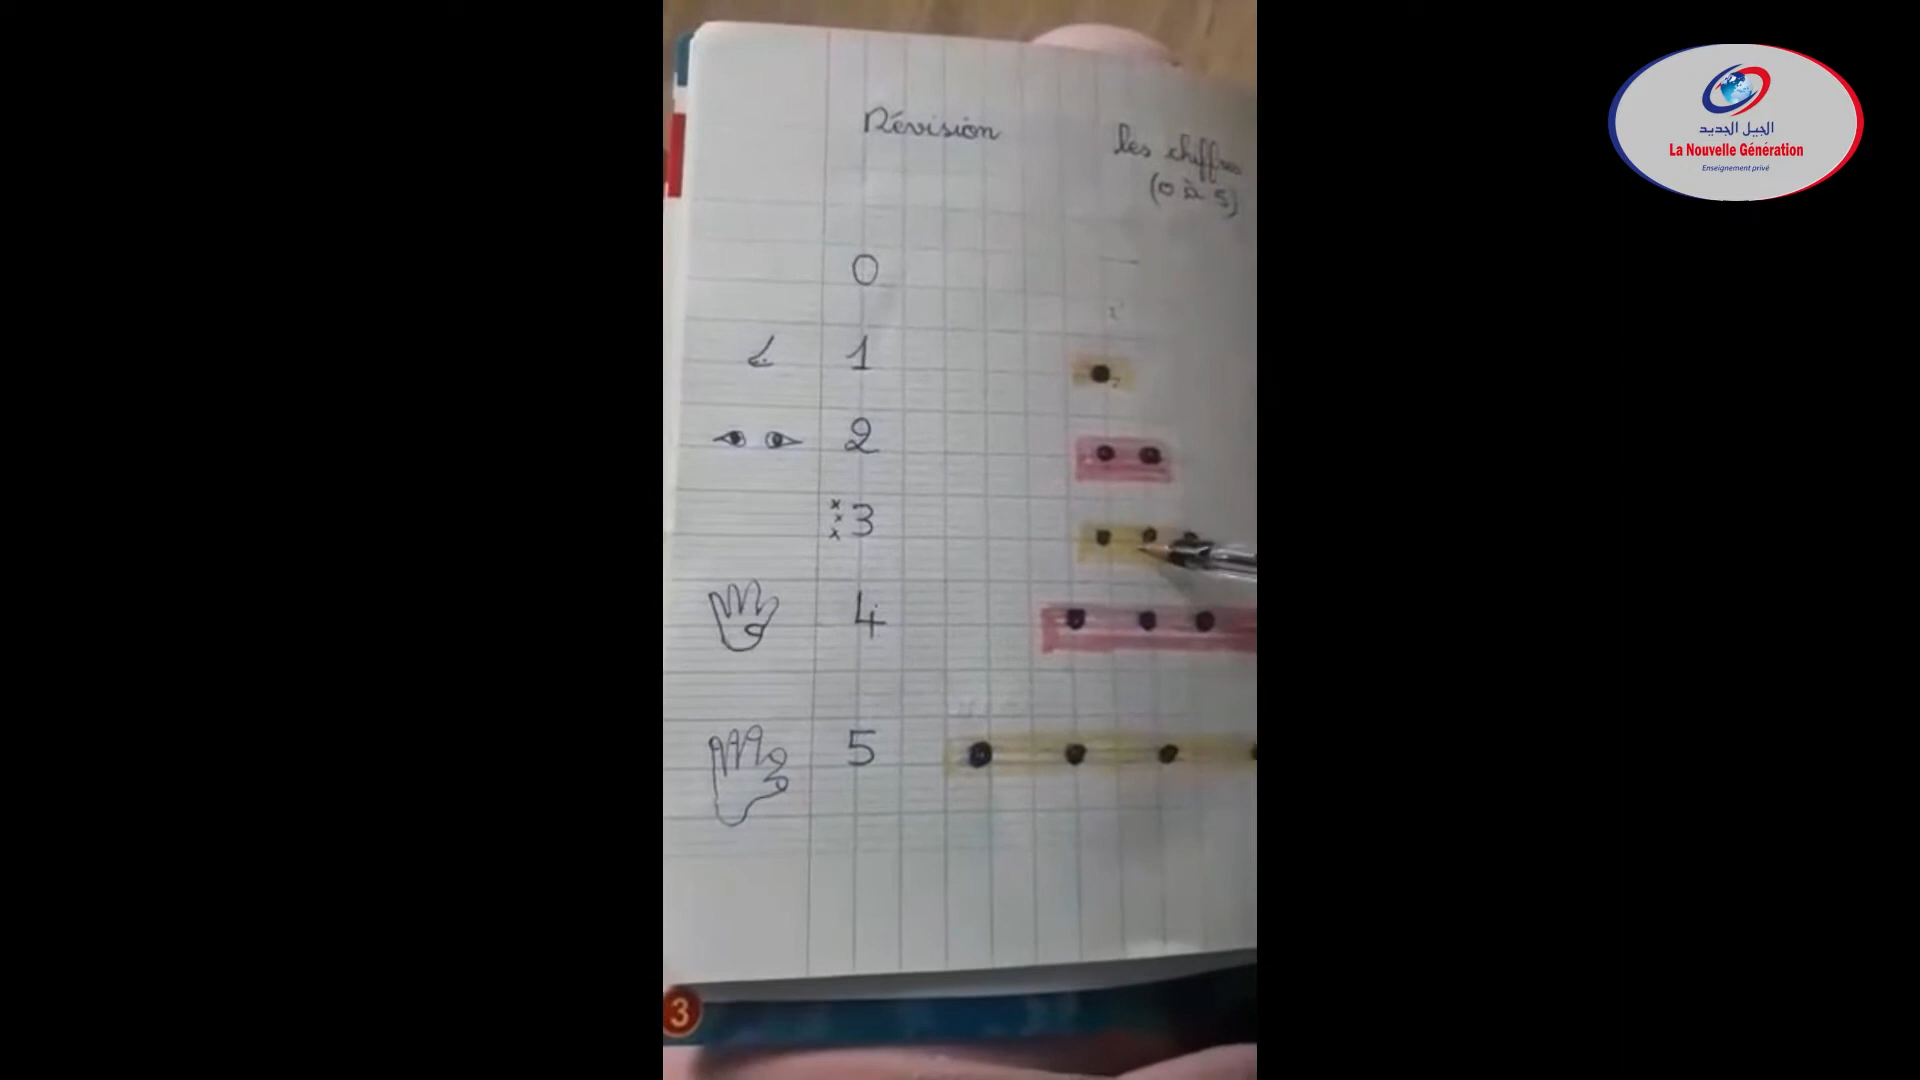 Révision
les chiffres
(0 à 5)
0
1
2
3
4
5
3
الجيل الجديد
La Nouvelle Génération
Enseignement privé